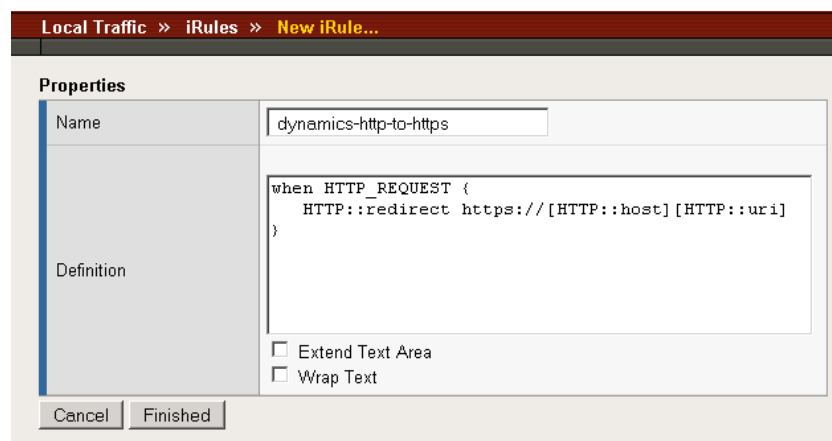 Local Traffic » iRules » New iRule...
Properties
Name
dynamics-http-to-https
Definition
when HTTP_REQUEST {
   HTTP::redirect https://[HTTP::host][HTTP::uri]
}
Extend Text Area
Wrap Text
Cancel Finished